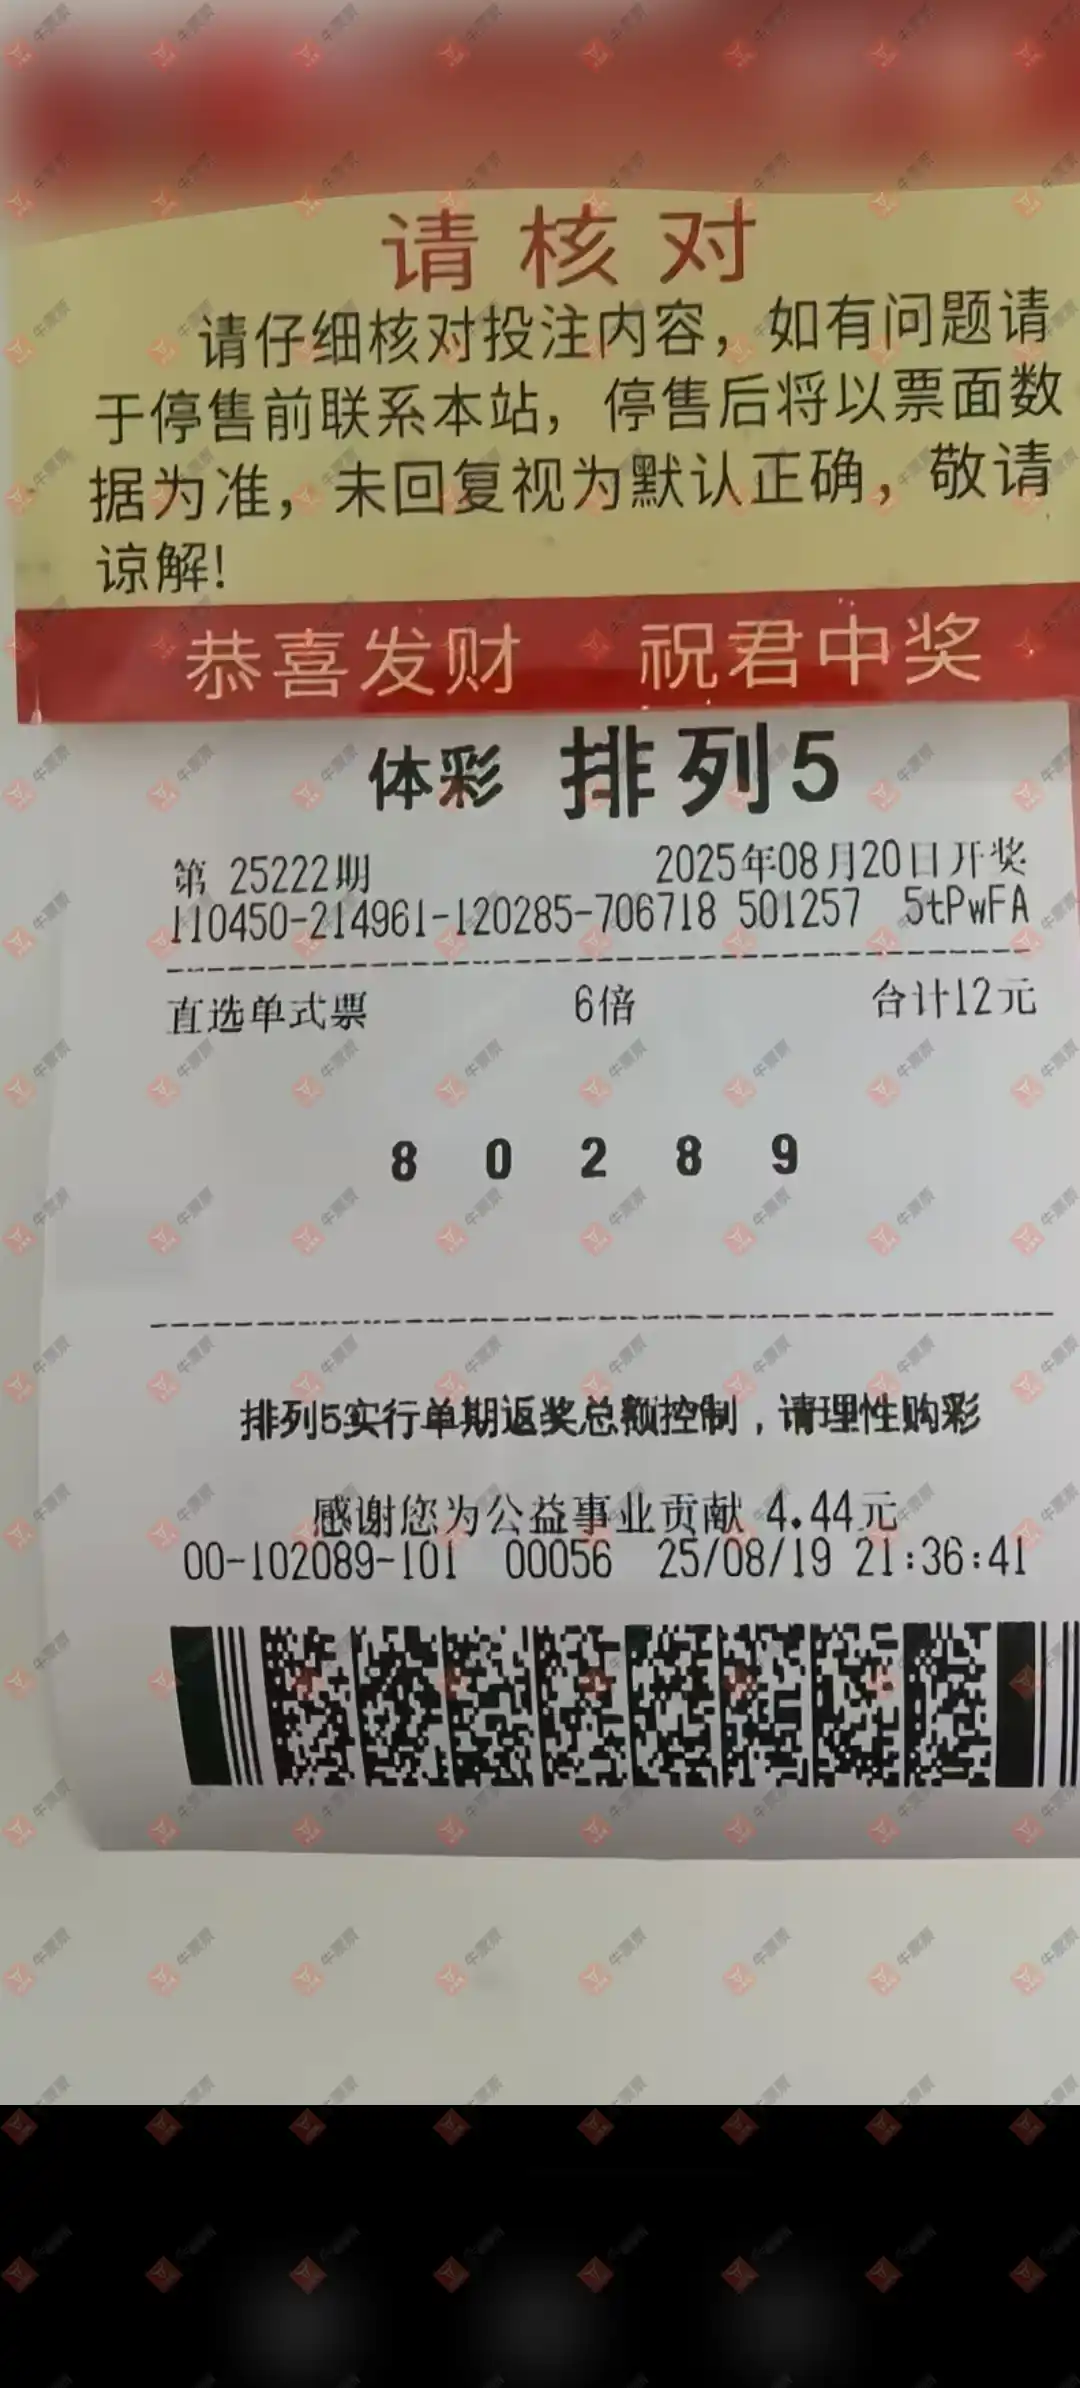 请核对
请仔细核对投注内容，如有问题请
于停售前联系本站，停售后将以票面数
据为准，未回复视为默认正确，敬请
谅解!
恭喜发财 祝君中奖
体彩 排列5
第 25222期 2025年08月20日开奖
110450-214961-120285-706718 501257 5tPwFA
直选单式票 6倍 合计12元
8 0 2 8 9
排列5实行单期返奖总额控制，请理性购彩
感谢您为公益事业贡献 4.44元
00-102089-101 00056 25/08/19 21:36:41